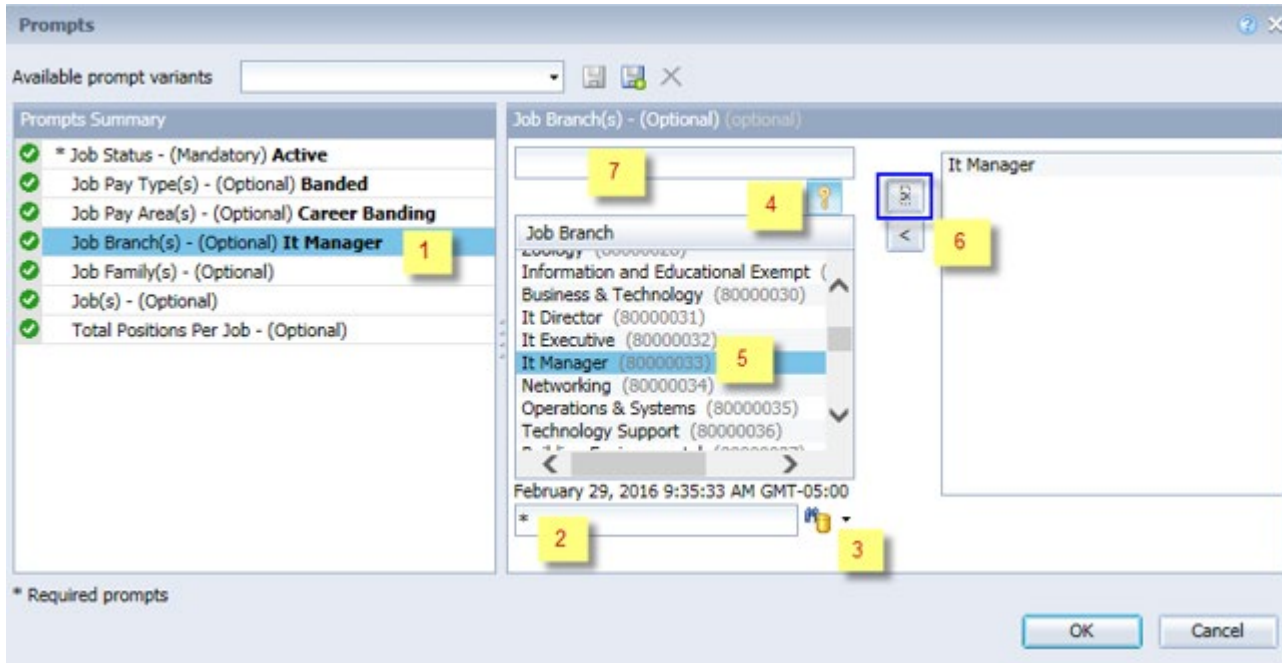 Prompts
Available prompt variants
Prompts Summary
* Job Status - (Mandatory) Active
Job Pay Type(s) - (Optional) Banded
Job Pay Area(s) - (Optional) Career Banding
Job Branch(s) - (Optional) It Manager
1
Job Family(s) - (Optional)
Job(s) - (Optional)
Total Positions Per Job - (Optional)
Job Branch(s) - (Optional) (optional)
7
4
Job Branch
Information and Educational Exempt (
Business & Technology (80000030)
It Director (80000031)
It Executive (80000032)
It Manager (80000033)
5
Networking (80000034)
Operations & Systems (80000035)
Technology Support (80000036)
February 29, 2016 9:35:33 AM GMT-05:00
*
2
3
<
6
It Manager
* Required prompts
OK Cancel